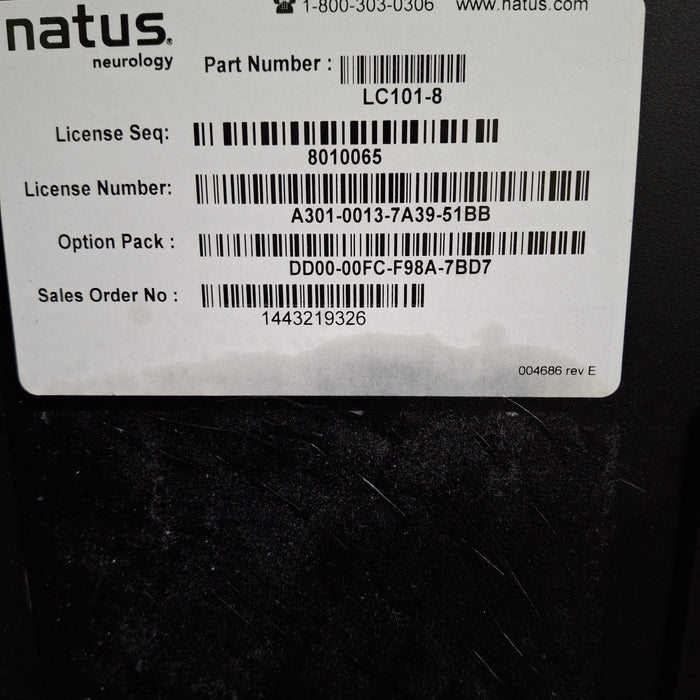 ☎ 1-800-303-0306 www.natus.com
natus.
neurology
Part Number :
LC101-8
License Seq:
8010065
License Number:
A301-0013-7A39-51BB
Option Pack :
DD00-00FC-F98A-7BD7
Sales Order No :
1443219326
004686 rev E